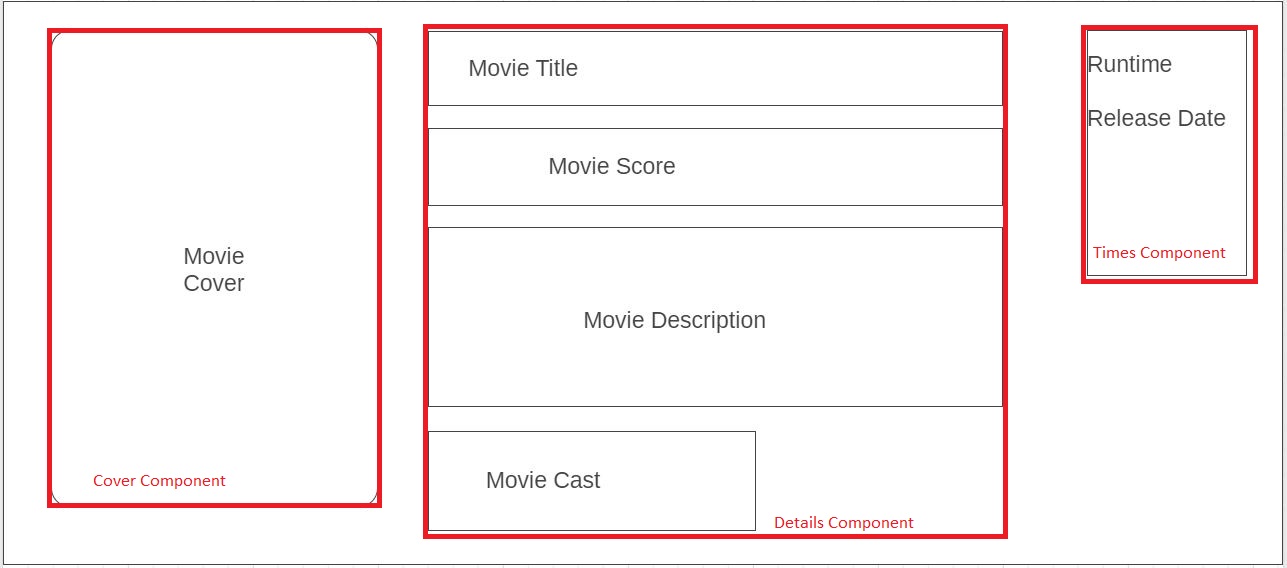 Movie
Cover
Cover Component
Movie Title
Movie Score
Movie Description
Movie Cast
Details Component
Runtime
Release Date
Times Component